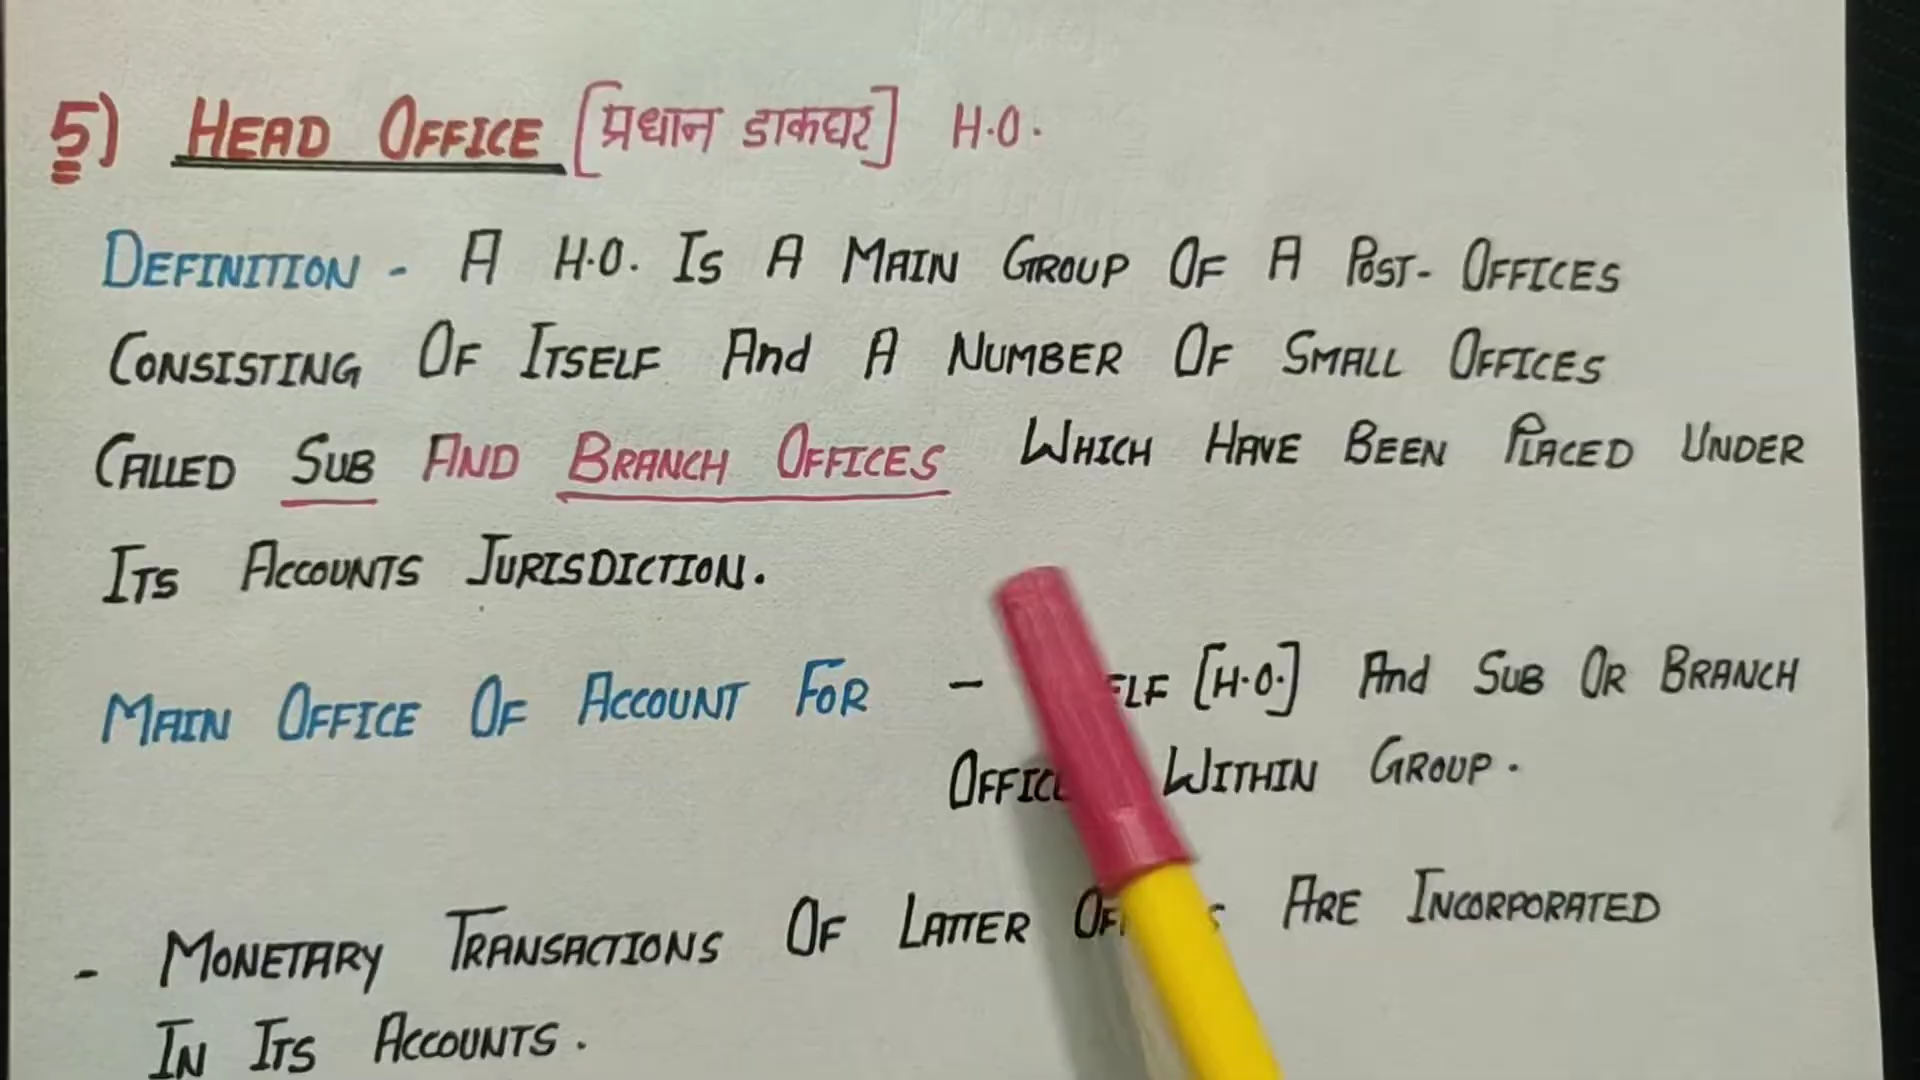 5) HEAD OFFICE [प्रधान डाकघर] H.O.
DEFINITION - A H.O. IS A MAIN GROUP OF A POST-OFFICES
CONSISTING OF ITSELF AND A NUMBER OF SMALL OFFICES
CALLED SUB AND BRANCH OFFICES WHICH HAVE BEEN PLACED UNDER
ITS ACCOUNTS JURISDICTION.
MAIN OFFICE OF ACCOUNT FOR - [H.O.] AND SUB OR BRANCH
WITHIN GROUP.
- MONETARY TRANSACTIONS OF LATTER ARE INCORPORATED
IN ITS ACCOUNTS.